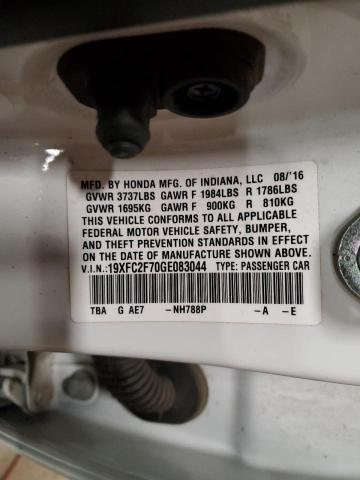 MFD. BY HONDA MFG. OF INDIANA, LLC 08/'16
GVWR 3737LBS GAWR F 1984LBS R 1786LBS
GVWR 1695KG GAWR F 900KG R 810KG
THIS VEHICLE CONFORMS TO ALL APPLICABLE
FEDERAL MOTOR VEHICLE SAFETY, BUMPER,
AND THEFT PREVENTION STANDARDS IN EFFECT
ON THE DATE OF MANUFACTURE SHOWN ABOVE.
V.I.N.: 19XFC2F70GE083044 TYPE: PASSENGER CAR
TBA G AE7 -NH788P -A -E